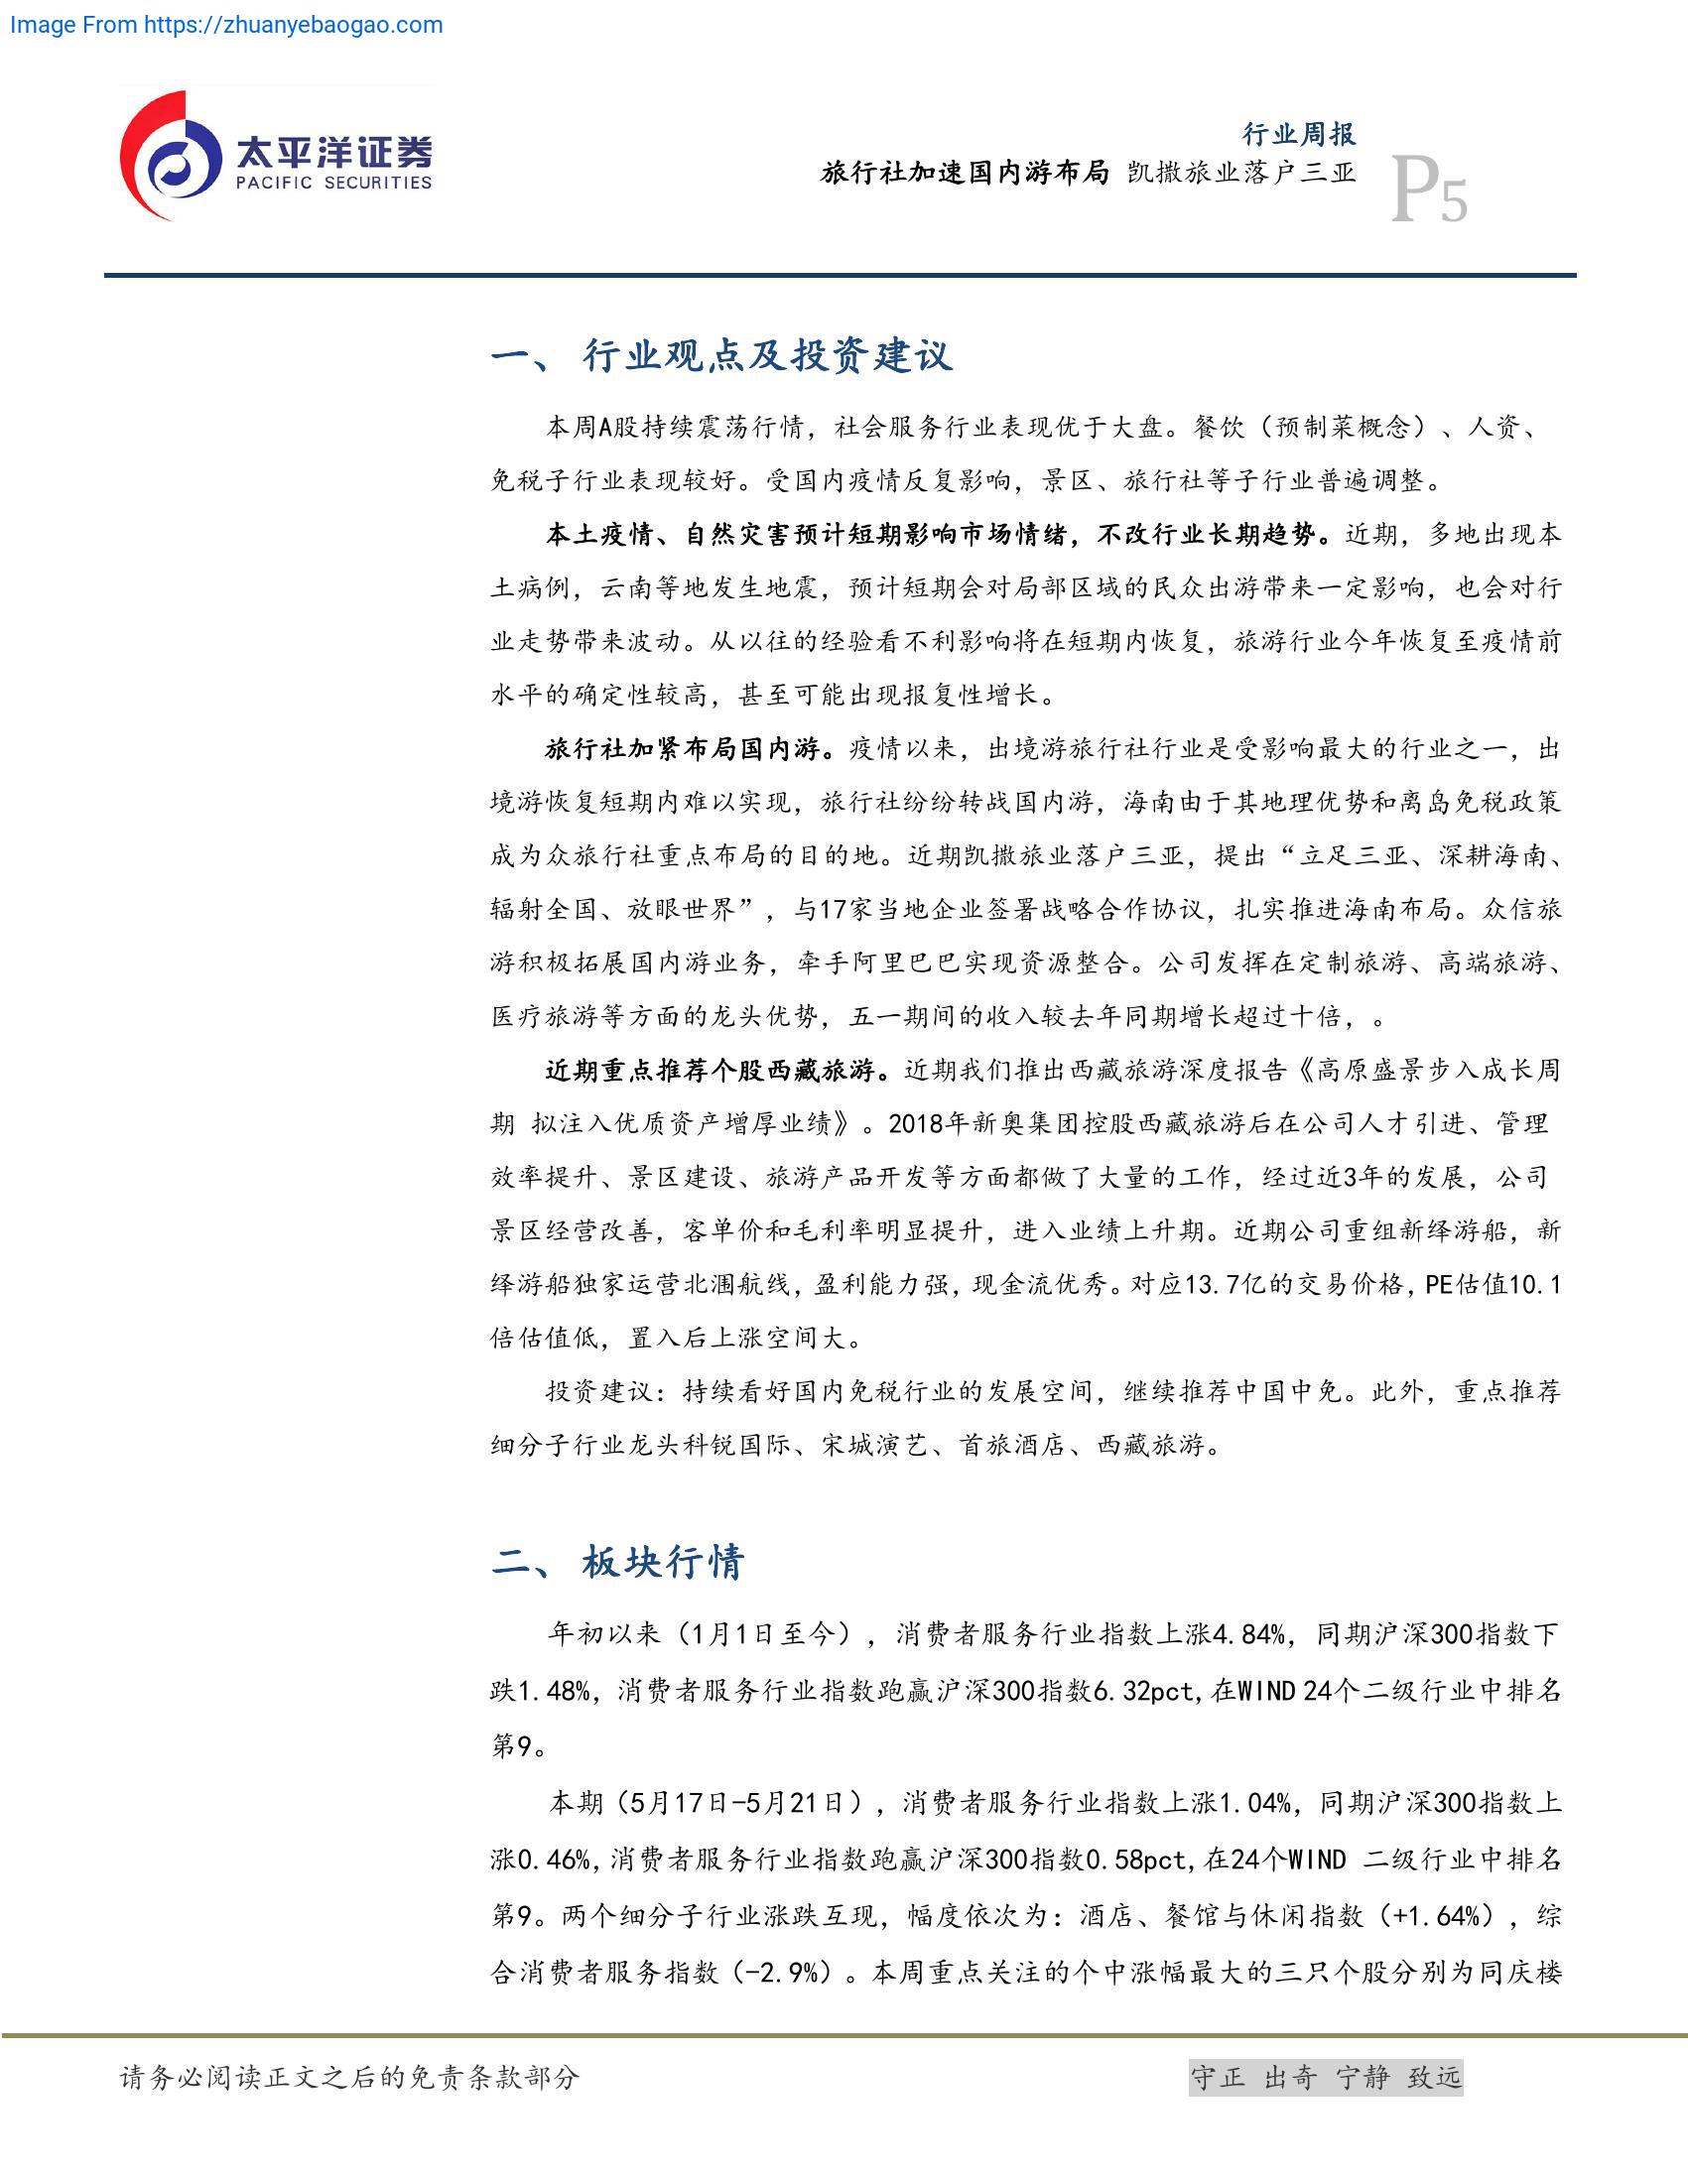 Image From https://zhuanyebaogao.com
太平洋证券
PACIFIC SECURITIES
行业周报
旅行社加速国内游布局 凯撒旅业落户三亚
P5
一、 行业观点及投资建议
本周A股持续震荡行情，社会服务行业表现优于大盘。餐饮（预制菜概念）、人资、
免税子行业表现较好。受国内疫情反复影响，景区、旅行社等子行业普遍调整。
本土疫情、自然灾害预计短期影响市场情绪，不改行业长期趋势。近期，多地出现本
土病例，云南等地发生地震，预计短期会对局部区域的民众出游带来一定影响，也会对行
业走势带来波动。从以往的经验看不利影响将在短期内恢复，旅游行业今年恢复至疫情前
水平的确定性较高，甚至可能出现报复性增长。
旅行社加紧布局国内游。疫情以来，出境游旅行社行业是受影响最大的行业之一，出
境游恢复短期内难以实现，旅行社纷纷转战国内游，海南由于其地理优势和离岛免税政策
成为众旅行社重点布局的目的地。近期凯撒旅业落户三亚，提出“立足三亚、深耕海南、
辐射全国、放眼世界”，与17家当地企业签署战略合作协议，扎实推进海南布局。众信旅
游积极拓展国内游业务，牵手阿里巴巴实现资源整合。公司发挥在定制旅游、高端旅游、
医疗旅游等方面的龙头优势，五一期间的收入较去年同期增长超过十倍，。
近期重点推荐个股西藏旅游。近期我们推出西藏旅游深度报告《高原盛景步入成长周
期 拟注入优质资产增厚业绩》。2018年新奥集团控股西藏旅游后在公司人才引进、管理
效率提升、景区建设、旅游产品开发等方面都做了大量的工作，经过近3年的发展，公司
景区经营改善，客单价和毛利率明显提升，进入业绩上升期。近期公司重组新绎游船，新
绎游船独家运营北涠航线，盈利能力强，现金流优秀。对应13.7亿的交易价格，PE估值10.1
倍估值低，置入后上涨空间大。
投资建议：持续看好国内免税行业的发展空间，继续推荐中国中免。此外，重点推荐
细分子行业龙头科锐国际、宋城演艺、首旅酒店、西藏旅游。
二、 板块行情
年初以来（1月1日至今），消费者服务行业指数上涨4.84%，同期沪深300指数下
跌1.48%，消费者服务行业指数跑赢沪深300指数6.32pct,在WIND 24个二级行业中排名
第9。
本期（5月17日-5月21日），消费者服务行业指数上涨1.04%，同期沪深300指数上
涨0.46%,消费者服务行业指数跑赢沪深300指数0.58pct,在24个WIND 二级行业中排名
第9。两个细分子行业涨跌互现，幅度依次为：酒店、餐馆与休闲指数（+1.64%），综
合消费者服务指数（-2.9%）。本周重点关注的个中涨幅最大的三只个股分别为同庆楼
请务必阅读正文之后的免责条款部分
守正 出奇 宁静 致远